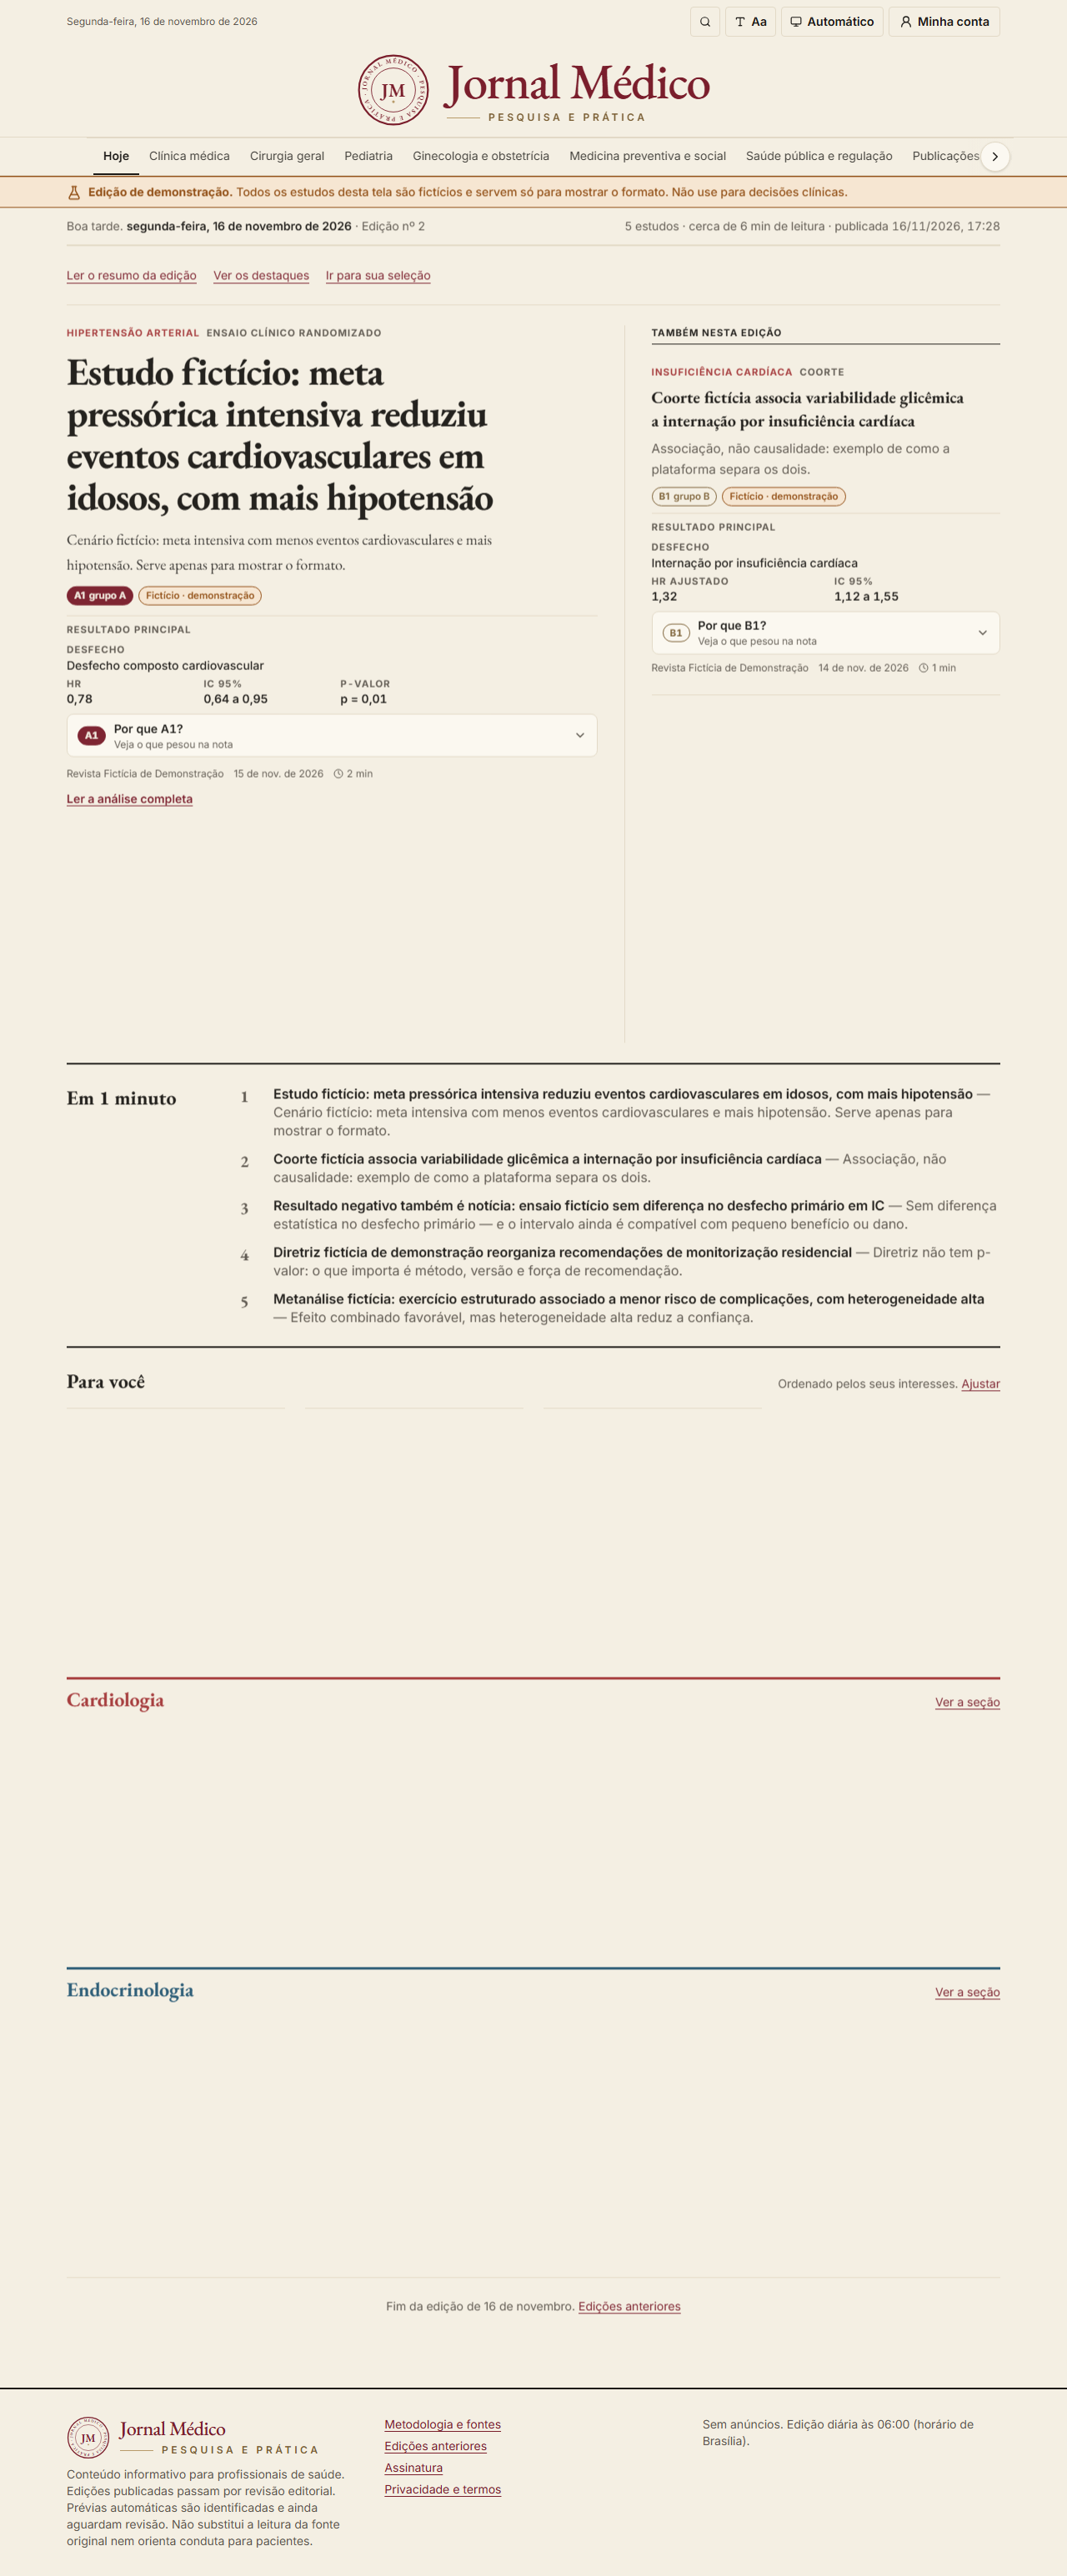 Segunda-feira, 16 de novembro de 2026
Aa
Automático
Minha conta
JORNAL MÉDICO · PESQUISA E PRÁTICA ·
JM
Jornal Médico
PESQUISA E PRÁTICA
Hoje
Clínica médica
Cirurgia geral
Pediatria
Ginecologia e obstetrícia
Medicina preventiva e social
Saúde pública e regulação
Publicações
Edição de demonstração. Todos os estudos desta tela são fictícios e servem só para mostrar o formato. Não use para decisões clínicas.
Boa tarde. segunda-feira, 16 de novembro de 2026 · Edição nº 2
5 estudos · cerca de 6 min de leitura · publicada 16/11/2026, 17:28
Ler o resumo da edição
Ver os destaques
Ir para sua seleção
HIPERTENSÃO ARTERIAL ENSAIO CLÍNICO RANDOMIZADO
Estudo fictício: meta
pressórica intensiva reduziu
eventos cardiovasculares em
idosos, com mais hipotensão
Cenário fictício: meta intensiva com menos eventos cardiovasculares e mais
hipotensão. Serve apenas para mostrar o formato.
A1 grupo A
Fictício · demonstração
RESULTADO PRINCIPAL
DESFECHO
Desfecho composto cardiovascular
HR
IC 95%
P-VALOR
0,78
0,64 a 0,95
p = 0,01
A1
Por que A1?
Veja o que pesou na nota
Revista Fictícia de Demonstração
15 de nov. de 2026
2 min
Ler a análise completa
TAMBÉM NESTA EDIÇÃO
INSUFICIÊNCIA CARDÍACA COORTE
Coorte fictícia associa variabilidade glicêmica
a internação por insuficiência cardíaca
Associação, não causalidade: exemplo de como a
plataforma separa os dois.
B1 grupo B
Fictício · demonstração
RESULTADO PRINCIPAL
DESFECHO
Internação por insuficiência cardíaca
HR AJUSTADO
IC 95%
1,32
1,12 a 1,55
B1
Por que B1?
Veja o que pesou na nota
Revista Fictícia de Demonstração
14 de nov. de 2026
1 min
Em 1 minuto
1
Estudo fictício: meta pressórica intensiva reduziu eventos cardiovasculares em idosos, com mais hipotensão —
Cenário fictício: meta intensiva com menos eventos cardiovasculares e mais hipotensão. Serve apenas para
mostrar o formato.
2
Coorte fictícia associa variabilidade glicêmica a internação por insuficiência cardíaca — Associação, não
causalidade: exemplo de como a plataforma separa os dois.
3
Resultado negativo também é notícia: ensaio fictício sem diferença no desfecho primário em IC — Sem diferença
estatística no desfecho primário — e o intervalo ainda é compatível com pequeno benefício ou dano.
4
Diretriz fictícia de demonstração reorganiza recomendações de monitorização residencial — Diretriz não tem p-
valor: o que importa é método, versão e força de recomendação.
5
Metanálise fictícia: exercício estruturado associado a menor risco de complicações, com heterogeneidade alta
— Efeito combinado favorável, mas heterogeneidade alta reduz a confiança.
Para você
Ordenado pelos seus interesses. Ajustar
Cardiologia
Ver a seção
Endocrinologia
Ver a seção
Fim da edição de 16 de novembro. Edições anteriores
JM
Jornal Médico
PESQUISA E PRÁTICA
Conteúdo informativo para profissionais de saúde.
Edições publicadas passam por revisão editorial.
Prévias automáticas são identificadas e ainda
aguardam revisão. Não substitui a leitura da fonte
original nem orienta conduta para pacientes.
Metodologia e fontes
Edições anteriores
Assinatura
Privacidade e termos
Sem anúncios. Edição diária às 06:00 (horário de
Brasília).